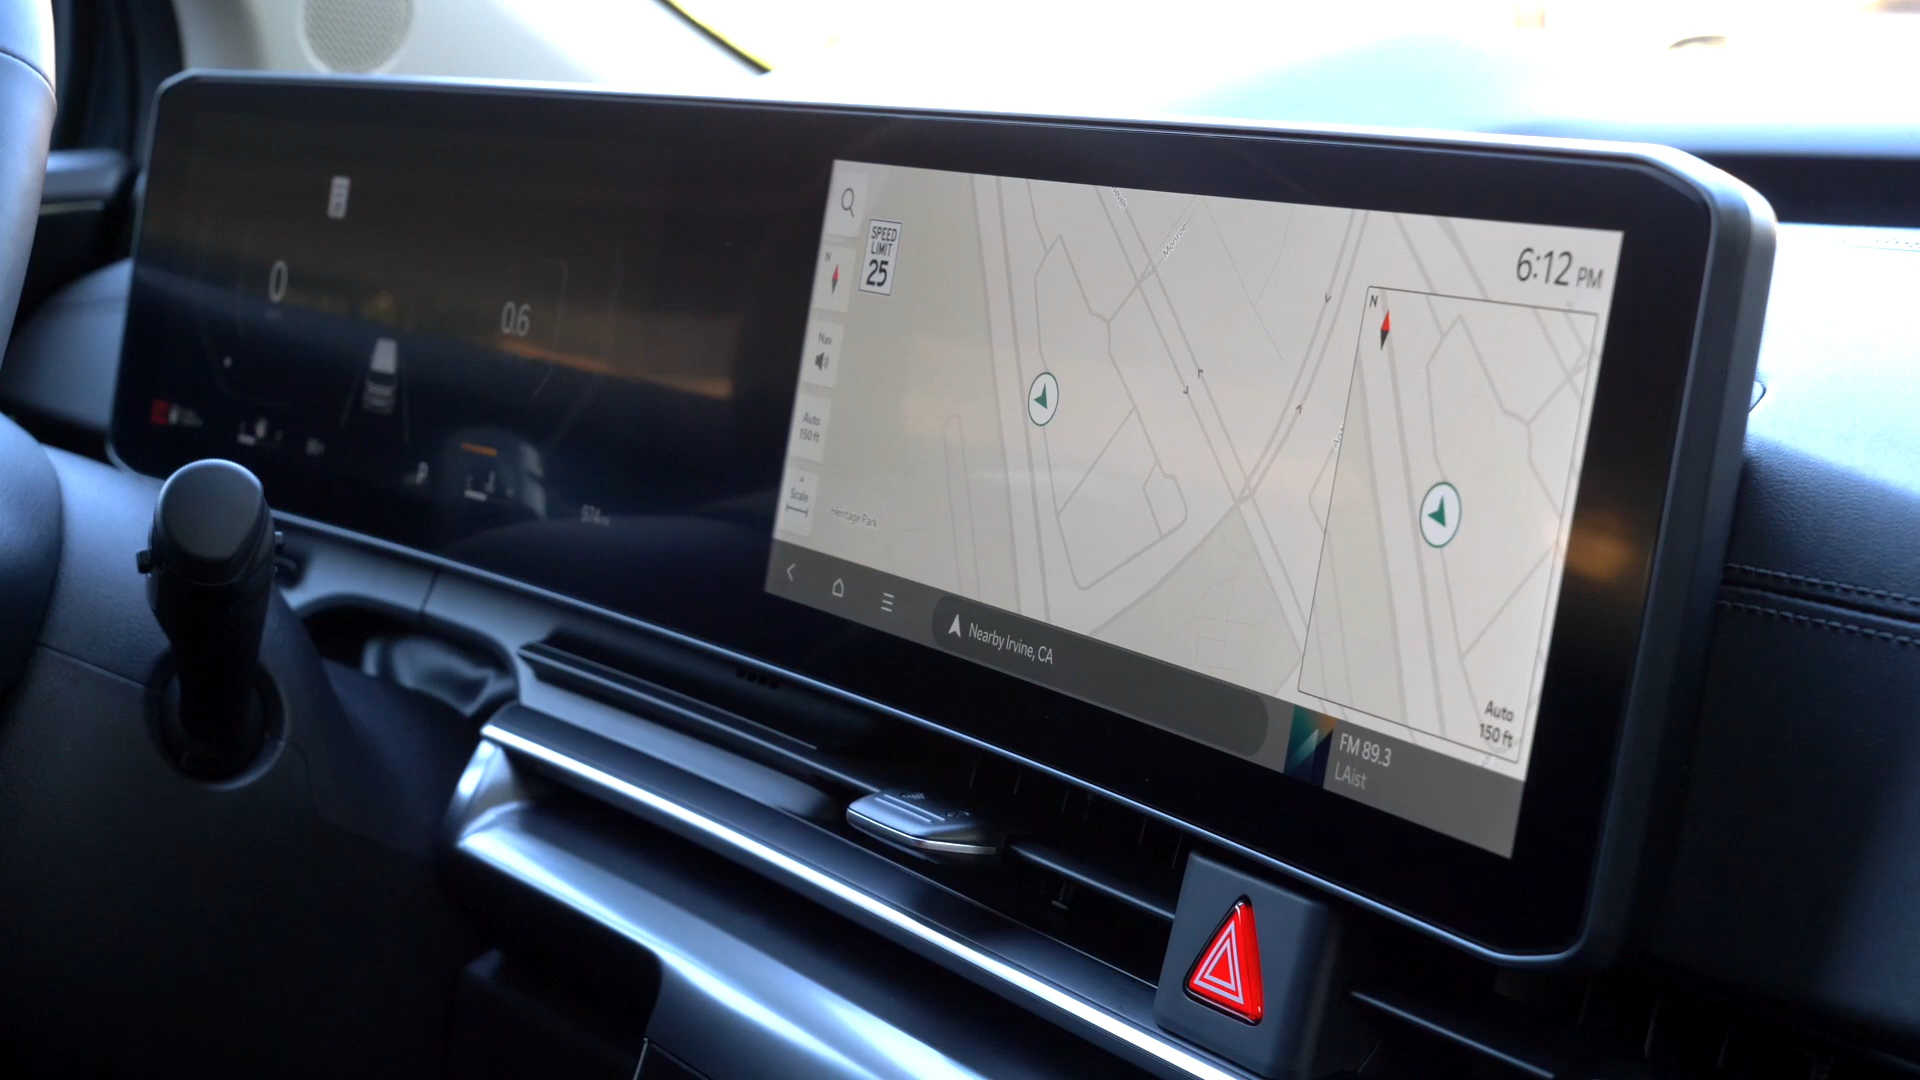 0
0.6
P
SPEED
LIMIT
25
N
Nav
Auto
150 ft
Scale
Heritage Park
Monroe
6:12 PM
N
Auto
150 ft
Nearby Irvine, CA
FM 89.3
LAist